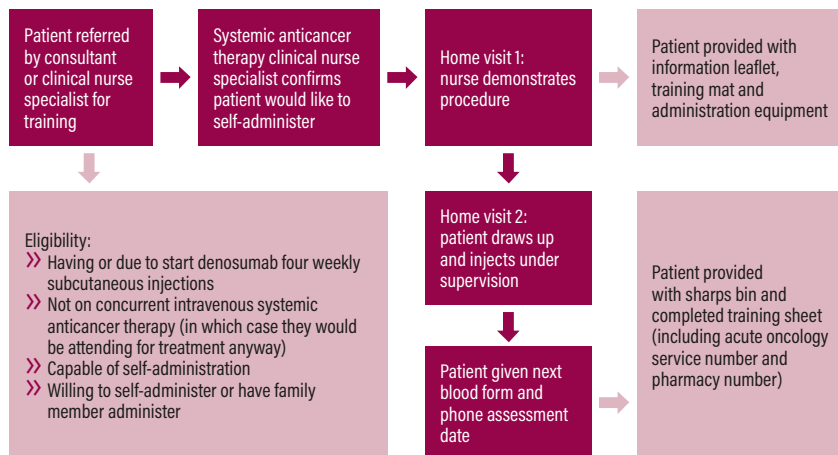 Patient referred
by consultant
or clinical nurse
specialist for
training
Systemic anticancer
therapy clinical nurse
specialist confirms
patient would like to
self-administer
Home visit 1:
nurse demonstrates
procedure
Patient provided with
information leaflet,
training mat and
administration equipment
Eligibility:
» Having or due to start denosumab four weekly
subcutaneous injections
» Not on concurrent intravenous systemic
anticancer therapy (in which case they would
be attending for treatment anyway)
» Capable of self-administration
» Willing to self-administer or have family
member administer
Home visit 2:
patient draws up
and injects under
supervision
Patient given next
blood form and
phone assessment
date
Patient provided
with sharps bin and
completed training sheet
(including acute oncology
service number and
pharmacy number)